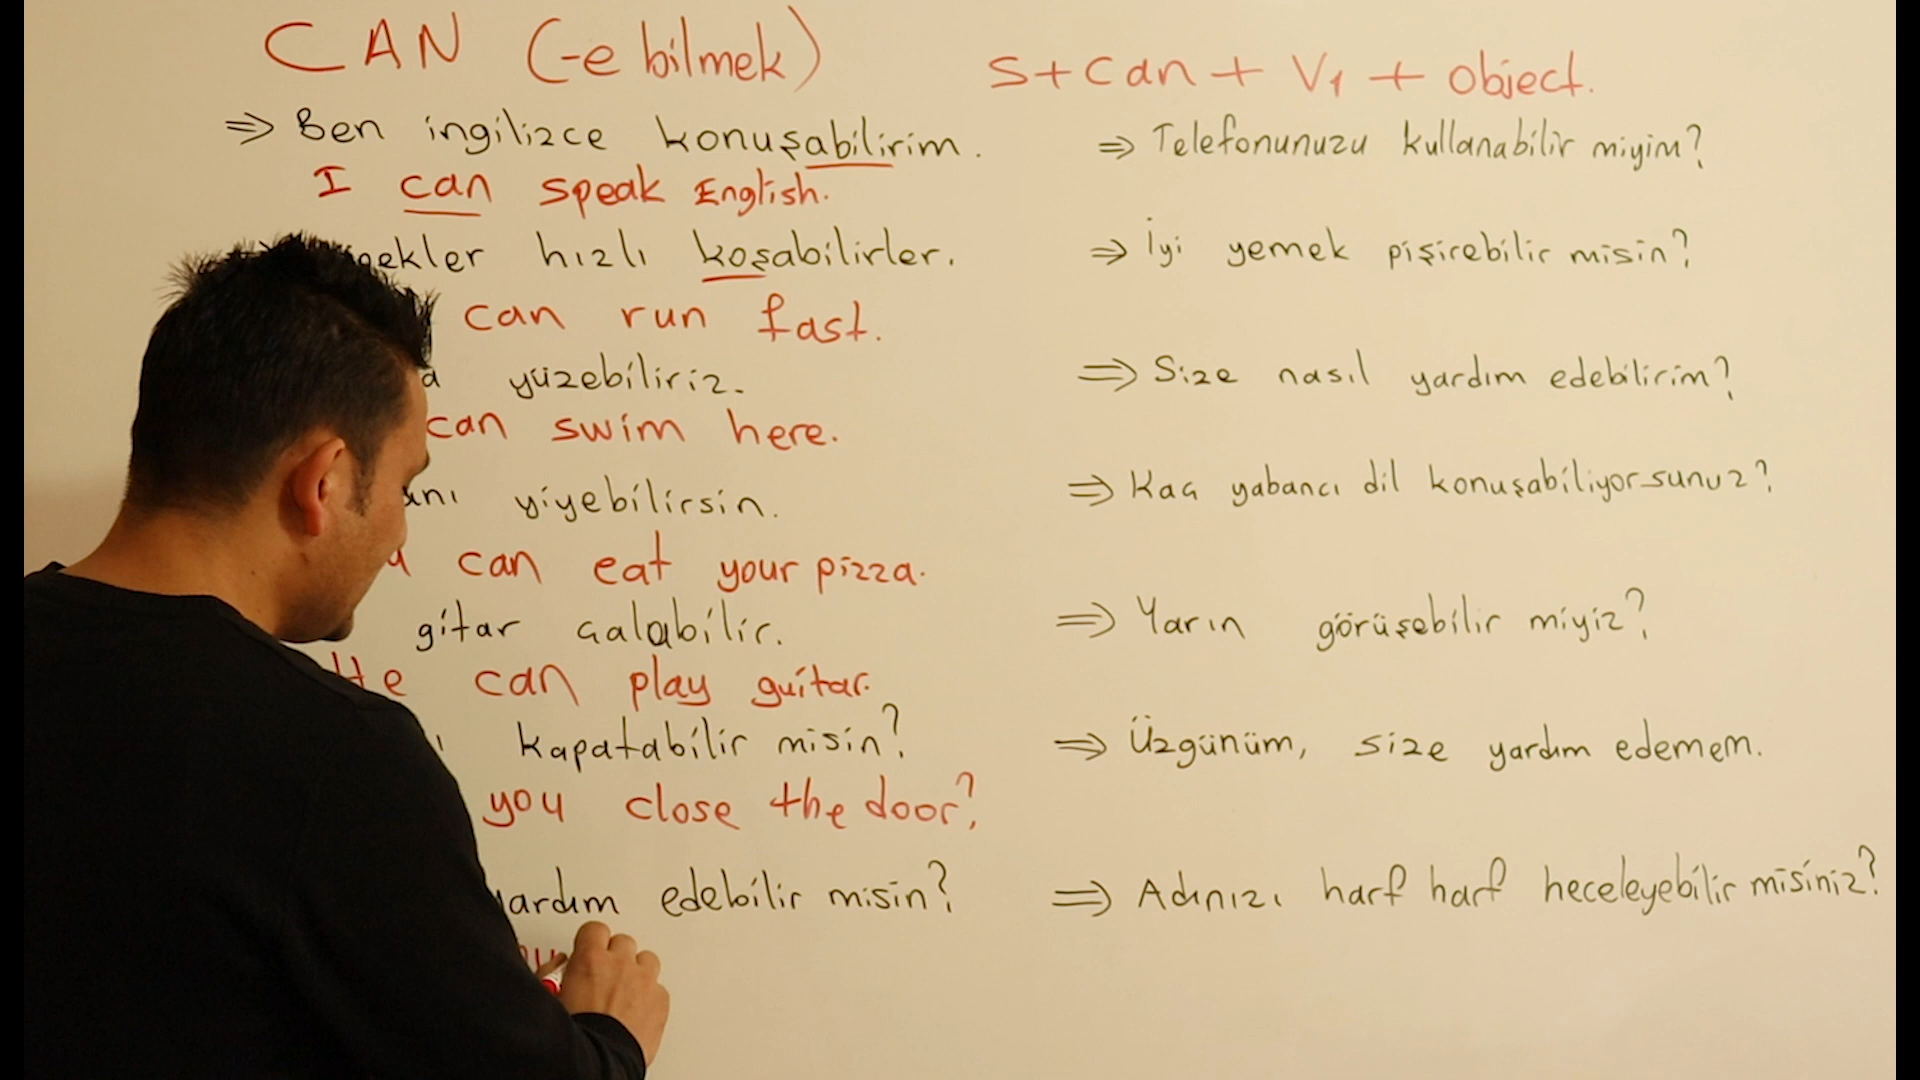 CAN (-e bilmek)
⇒ Ben ingilizce konuşabilirim.
I can speak English.
hızlı koşabilirler.
can run fast.
yüzebiliriz.
can swim here.
yiyebilirsin.
can eat your pizza.
gitar çalabilir.
He can play guitar.
kapatabilir misin?
you close the door?
yardım edebilir misin?
S + can + V1 + object.
⇒ Telefonunuzu kullanabilir miyim?
⇒ İyi yemek pişirebilir misin?
⇒ Size nasıl yardım edebilirim?
⇒ Kaç yabancı dil konuşabiliyorsunuz?
⇒ Yarın görüşebilir miyiz?
⇒ Üzgünüm, size yardım edemem.
⇒ Adınızı harf harf heceleyebilir misiniz?